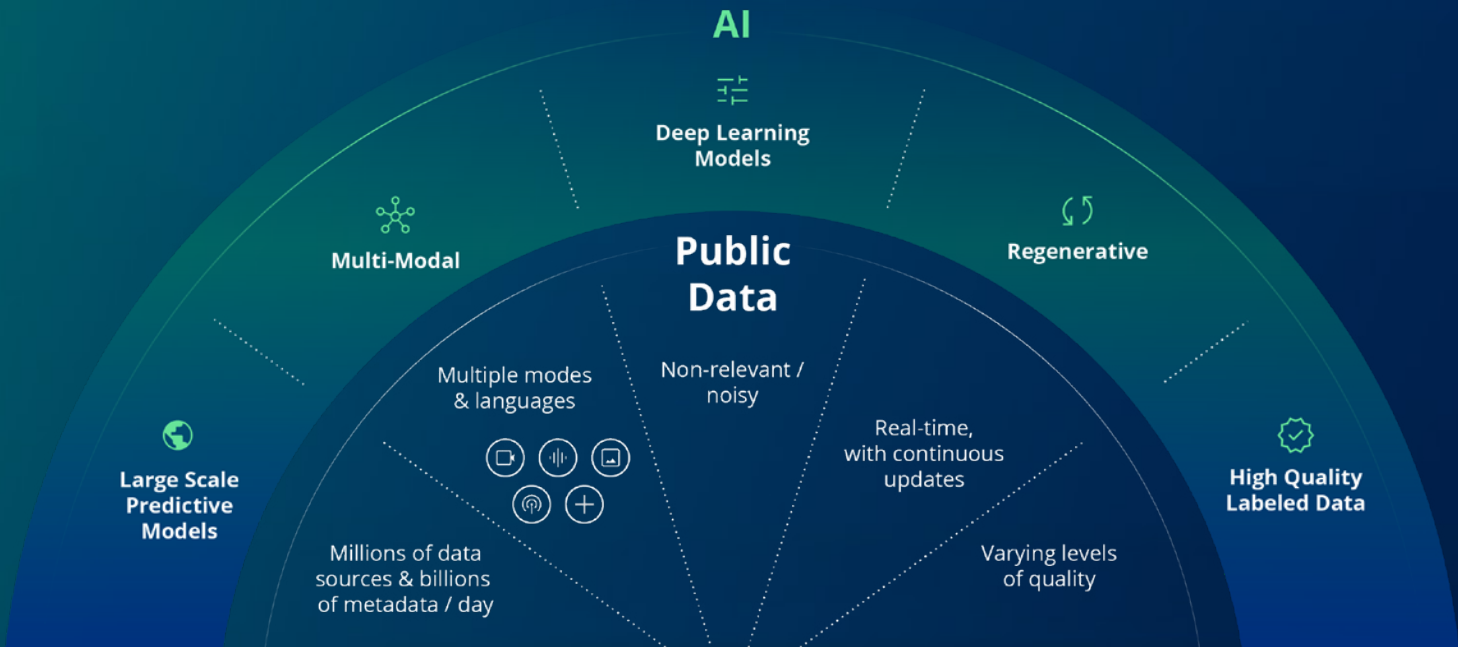 AI
Deep Learning
Models
Multi-Modal
Regenerative
Large Scale
Predictive
Models
High Quality
Labeled Data
Public
Data
Multiple modes
& languages
Non-relevant /
noisy
Real-time,
with continuous
updates
Millions of data
sources & billions
of metadata / day
Varying levels
of quality